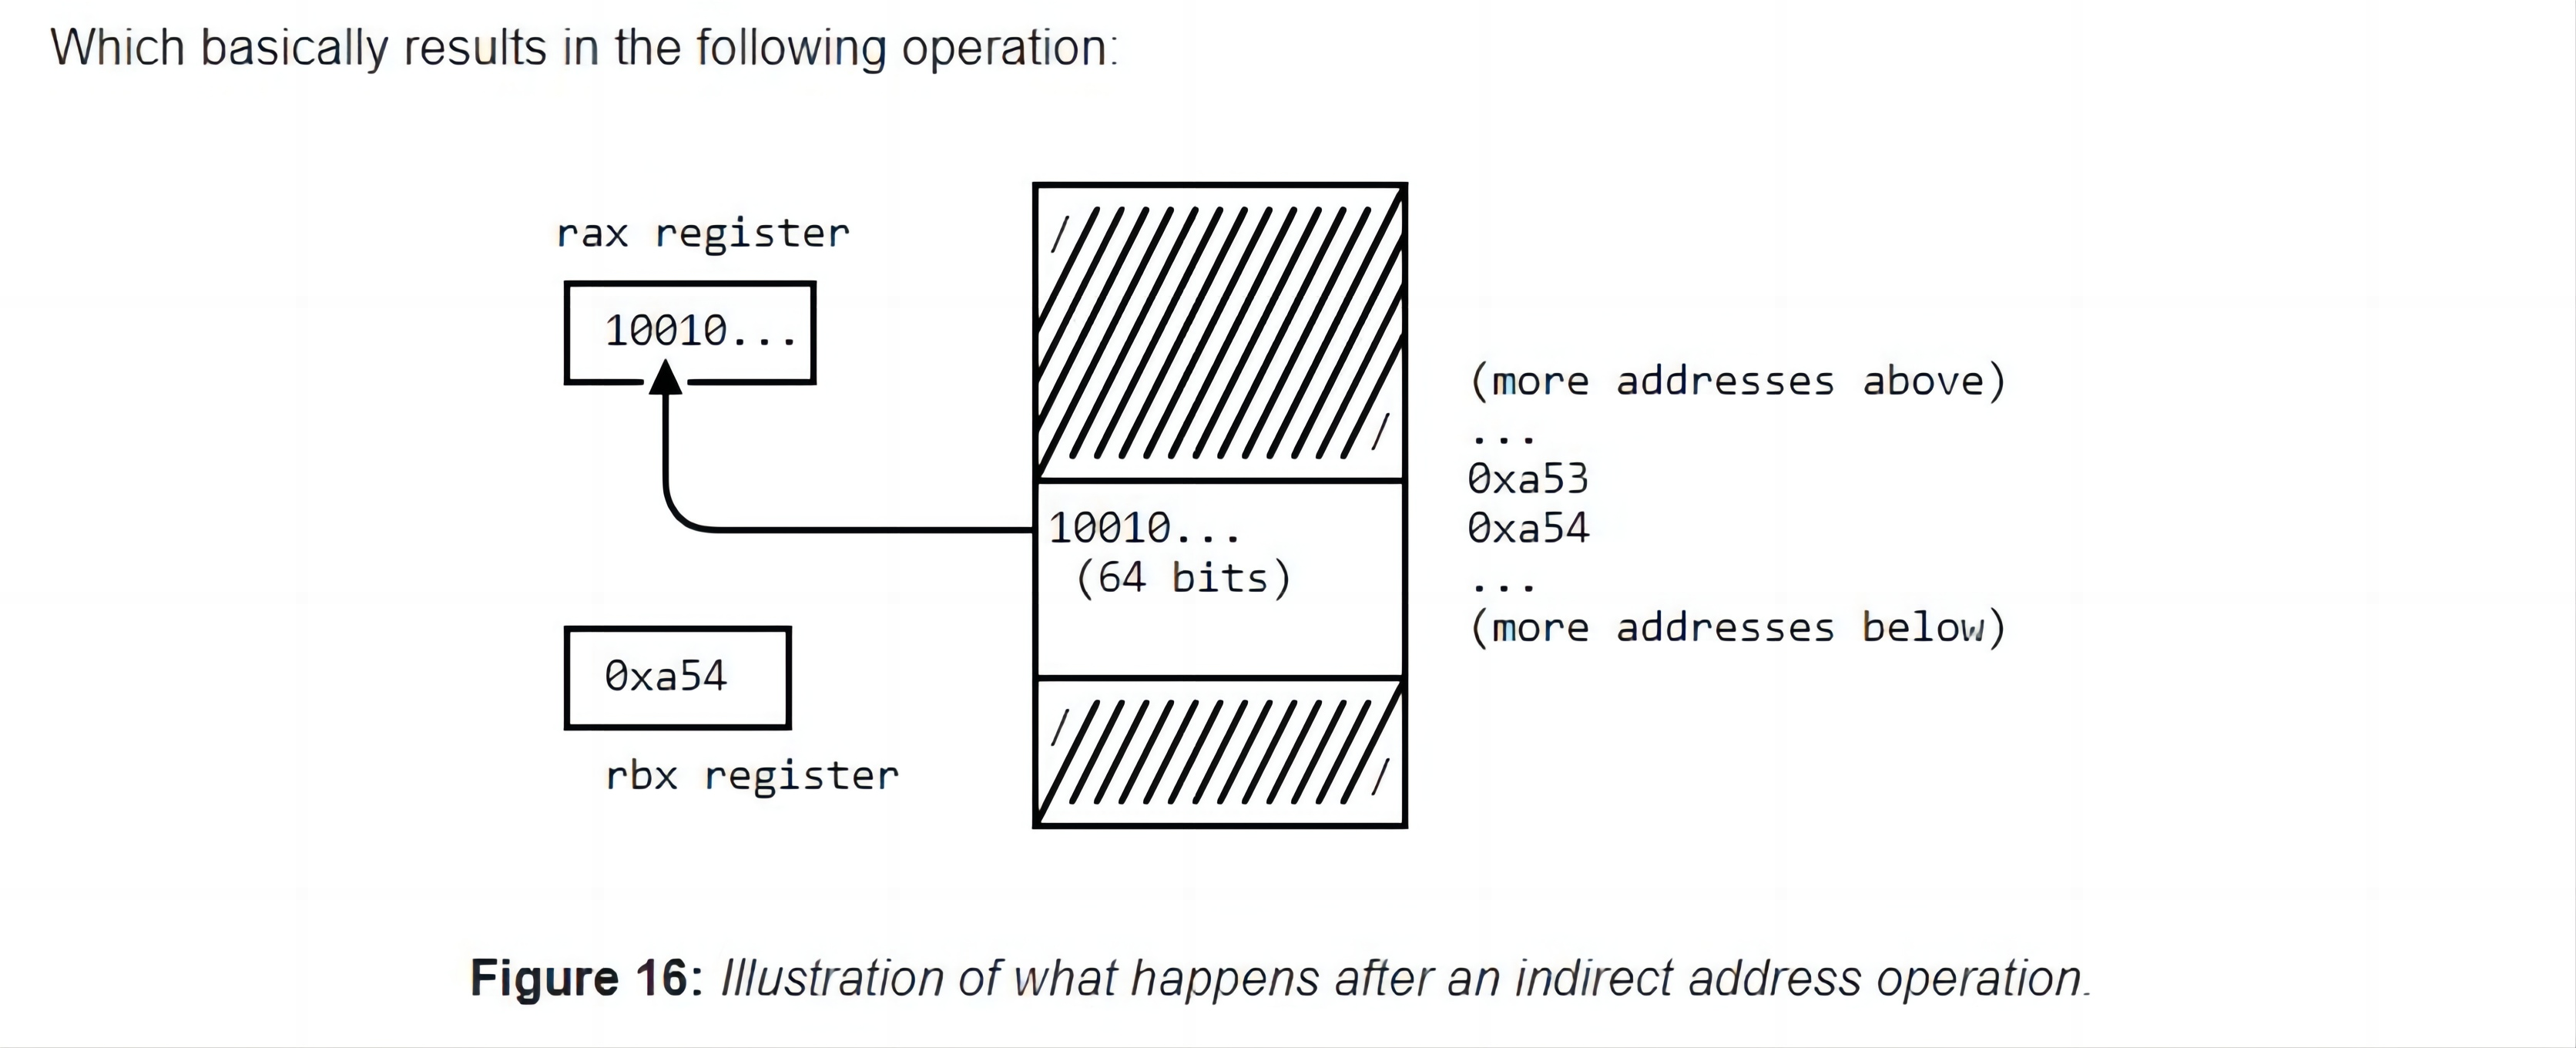 Which basically results in the following operation:
rax register
10010...
0xa54
rbx register
10010...
(64 bits)
(more addresses above)
...
0xa53
0xa54
...
(more addresses below)
Figure 16: Illustration of what happens after an indirect address operation.